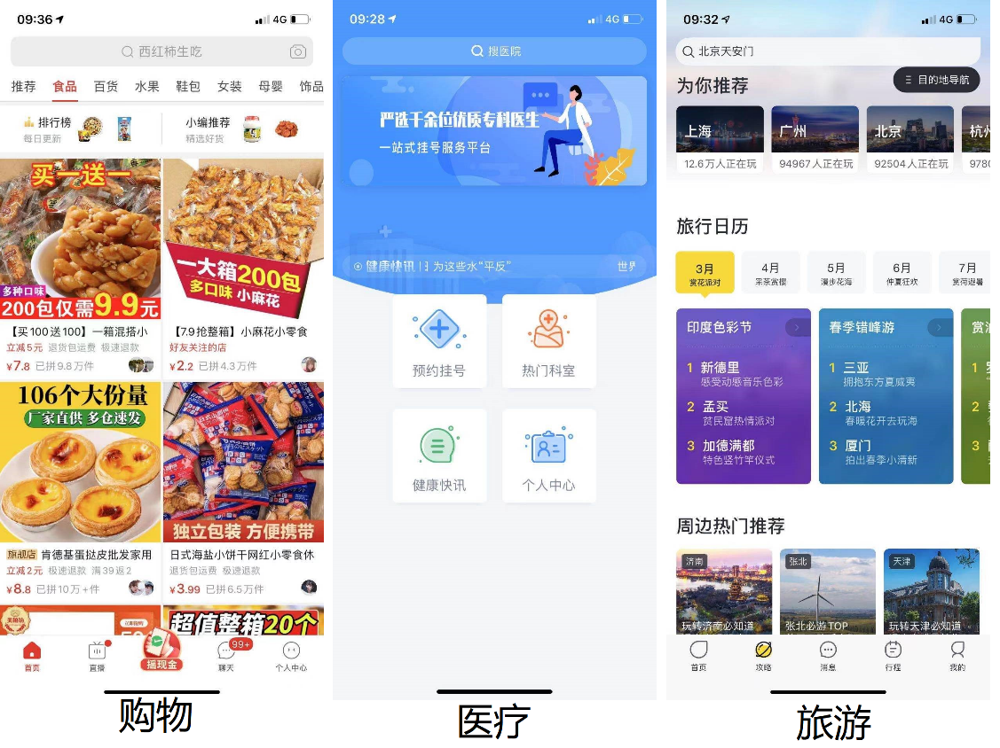 09:36
4G
西红柿生吃
推荐 食品 百货 水果 鞋包 女装 母婴 饰品
排行榜
每日更新
小编推荐
精选好货
买一送一
多种口味
200包仅需9.9元
一大箱200包
多口味 小麻花
【买100送100】一箱混搭小
立减5元 退货包运费 极速退款
¥7.8 已拼9.8万件
【7.9抢整箱】小麻花小零食
好友关注的店
¥2.2 已拼4.3万件
106个大份量
厂家直供 多仓速发
独立包装 方便携带
旗舰店 肯德基蛋挞皮批发家用
立减2元 极速退款 满39返2
¥8.8 已拼10万+件
日式海盐小饼干网红小零食休
退货包运费 极速退款
¥3.99 已拼6.5万件
超值整箱20个
99+
摇现金
首页 直播 聊天 个人中心
购物
09:28
4G
搜医院
严选千余位优质专科医生
一站式挂号服务平台
健康快讯 为这些水“平反”
预约挂号
热门科室
健康快讯
个人中心
医疗
09:32
4G
北京天安门
为你推荐
目的地导航
上海
12.6万人正在玩
广州
94967人正在玩
北京
92504人正在玩
杭州
9780
旅行日历
3月
赏花派对
4月
采茶赏樱
5月
漫步花海
6月
仲夏狂欢
7月
赏荷避暑
印度色彩节
1 新德里
感受动感音乐色彩
2 孟买
贫民窟热情派对
3 加德满都
特色竖竹竿仪式
春季错峰游
1 三亚
拥抱东方夏威夷
2 北海
春暖花开去玩海
3 厦门
拍出春季小清新
1
2
3
周边热门推荐
济南
玩转济南必知道
张北
张北必游TOP
天津
玩转天津必知道
首页 攻略 消息 行程 我的
旅游